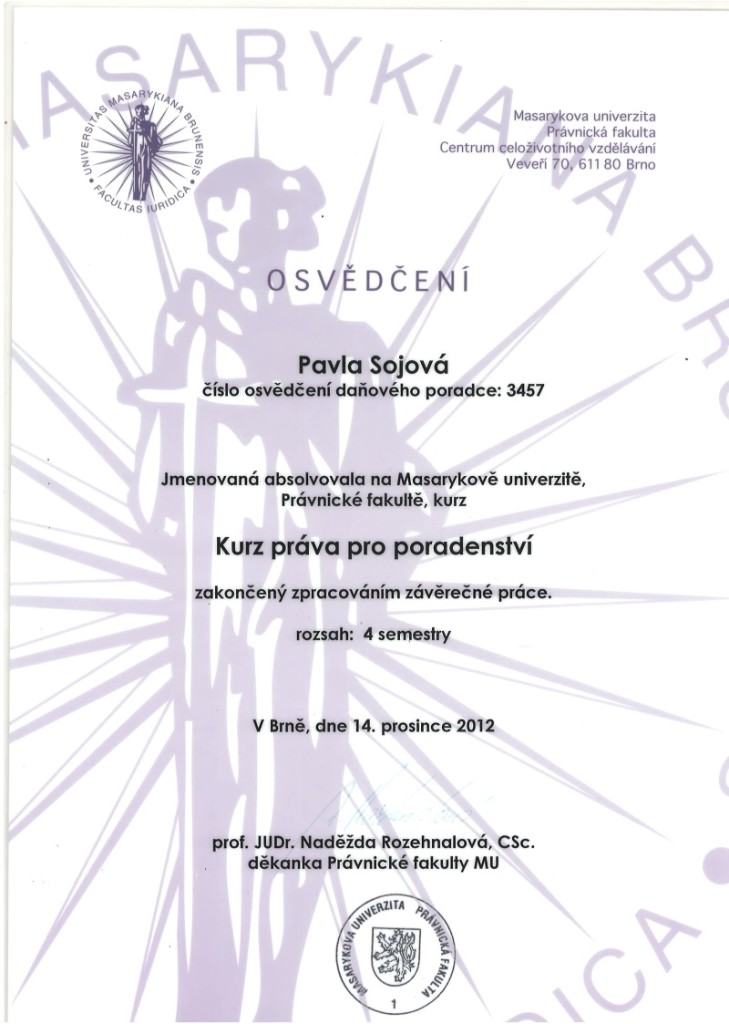 UNIVERSITAS MASARYKIANA BRUNENSIS
FACULTAS IURIDICA
Masarykova univerzita
Právnická fakulta
Centrum celoživotního vzdělávání
Veveří 70, 611 80 Brno
MASARYKIANA BRU
OSVĚDČENÍ
Pavla Sojová
číslo osvědčení daňového poradce: 3457
Jmenovaná absolvovala na Masarykově univerzitě,
Právnické fakultě, kurz
Kurz práva pro poradenství
zakončený zpracováním závěrečné práce.
rozsah: 4 semestry
V Brně, dne 14. prosince 2012
prof. JUDr. Naděžda Rozehnalová, CSc.
děkanka Právnické fakulty MU
MASARYKOVA UNIVERZITA PRÁVNICKÁ FAKULTA
1
DICA